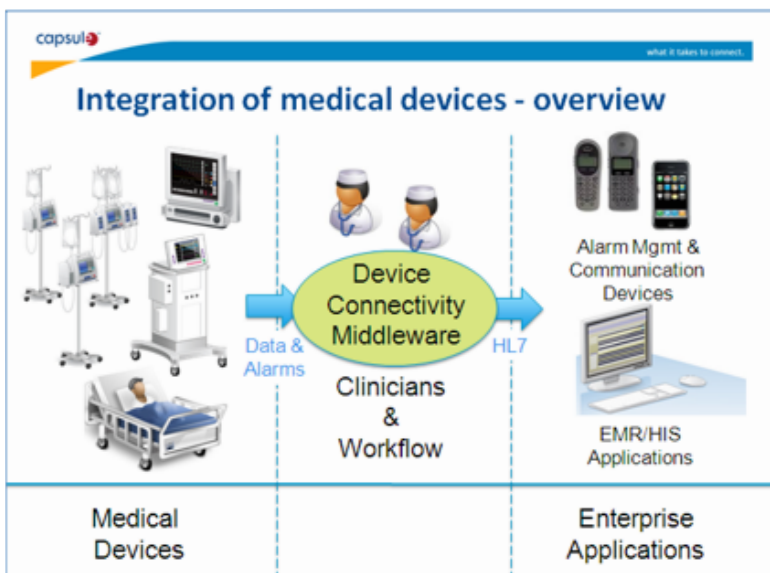 capsule
what it takes to connect.
Integration of medical devices - overview
Data &
Alarms
Device
Connectivity
Middleware
Clinicians
&
Workflow
HL7
Alarm Mgmt &
Communication
Devices
EMR/HIS
Applications
Medical
Devices
Enterprise
Applications